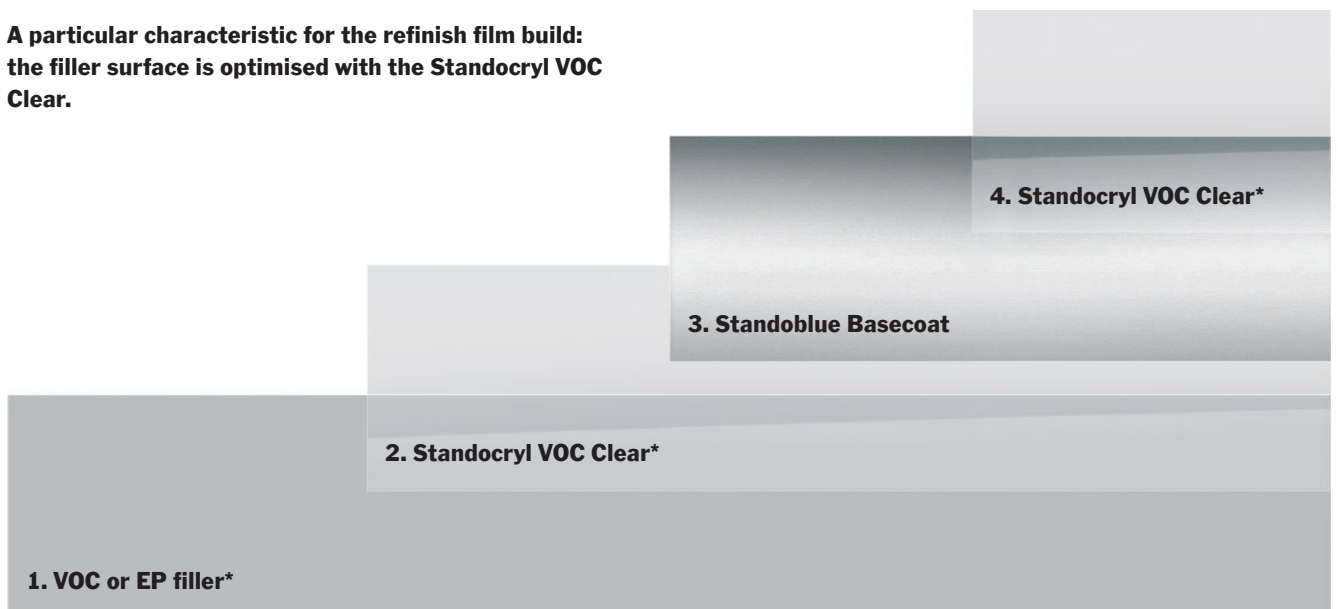 A particular characteristic for the refinish film build:
the filler surface is optimised with the Standocryl VOC
Clear.
4. Standocryl VOC Clear*
3. Standoblue Basecoat
2. Standocryl VOC Clear*
1. VOC or EP filler*